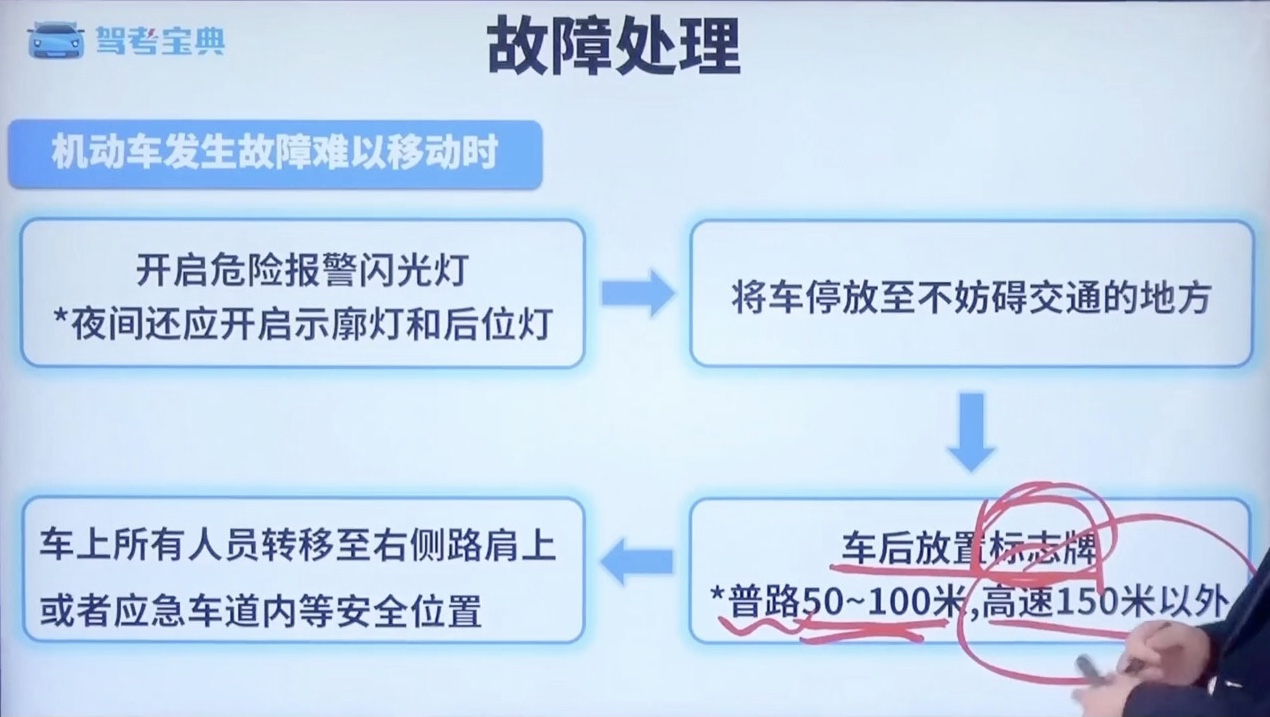 驾考宝典
故障处理
机动车发生故障难以移动时
开启危险报警闪光灯
*夜间还应开启示廓灯和后位灯
将车停放至不妨碍交通的地方
车后放置标志牌
*普路50~100米,高速150米以外
车上所有人员转移至右侧路肩上
或者应急车道内等安全位置